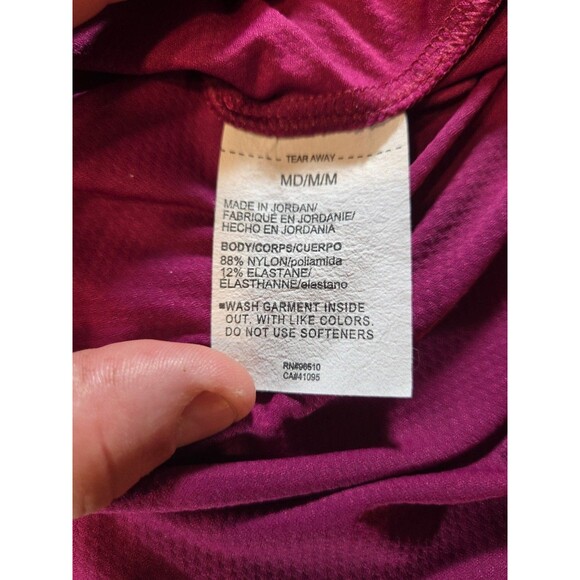 TEAR AWAY
MD/M/M
MADE IN JORDAN/
FABRIQUÉ EN JORDANIE/
HECHO EN JORDANIA
BODY/CORPS/CUERPO
88% NYLON/poliamida
12% ELASTANE/
ÉLASTHANNE/elastano
▪WASH GARMENT INSIDE
OUT. WITH LIKE COLORS.
DO NOT USE SOFTENERS
RN#96510
CA#41095